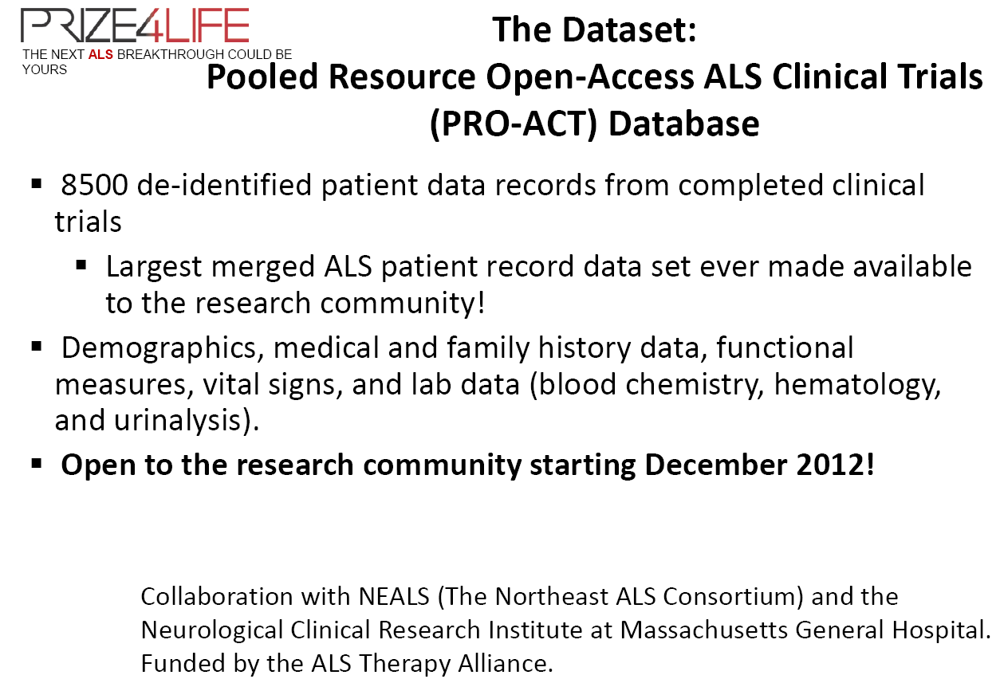 PRIZE4LIFE
THE NEXT ALS BREAKTHROUGH COULD BE
YOURS
The Dataset:
Pooled Resource Open-Access ALS Clinical Trials
(PRO-ACT) Database
▪ 8500 de-identified patient data records from completed clinical
trials
▪ Largest merged ALS patient record data set ever made available
to the research community!
▪ Demographics, medical and family history data, functional
measures, vital signs, and lab data (blood chemistry, hematology,
and urinalysis).
▪ Open to the research community starting December 2012!
Collaboration with NEALS (The Northeast ALS Consortium) and the
Neurological Clinical Research Institute at Massachusetts General Hospital.
Funded by the ALS Therapy Alliance.